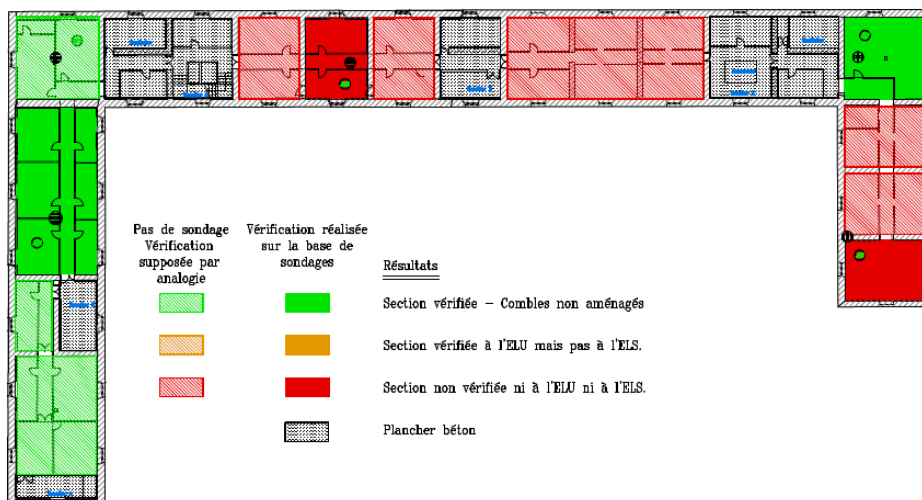 Pas de sondage
Vérification
supposée par
analogie
Vérification réalisée
sur la base de
sondages
Résultats
Section vérifiée – Combles non aménagés
Section vérifiée à l'ELU mais pas à l'ELS.
Section non vérifiée ni à l'ELU ni à l'ELS.
Plancher béton